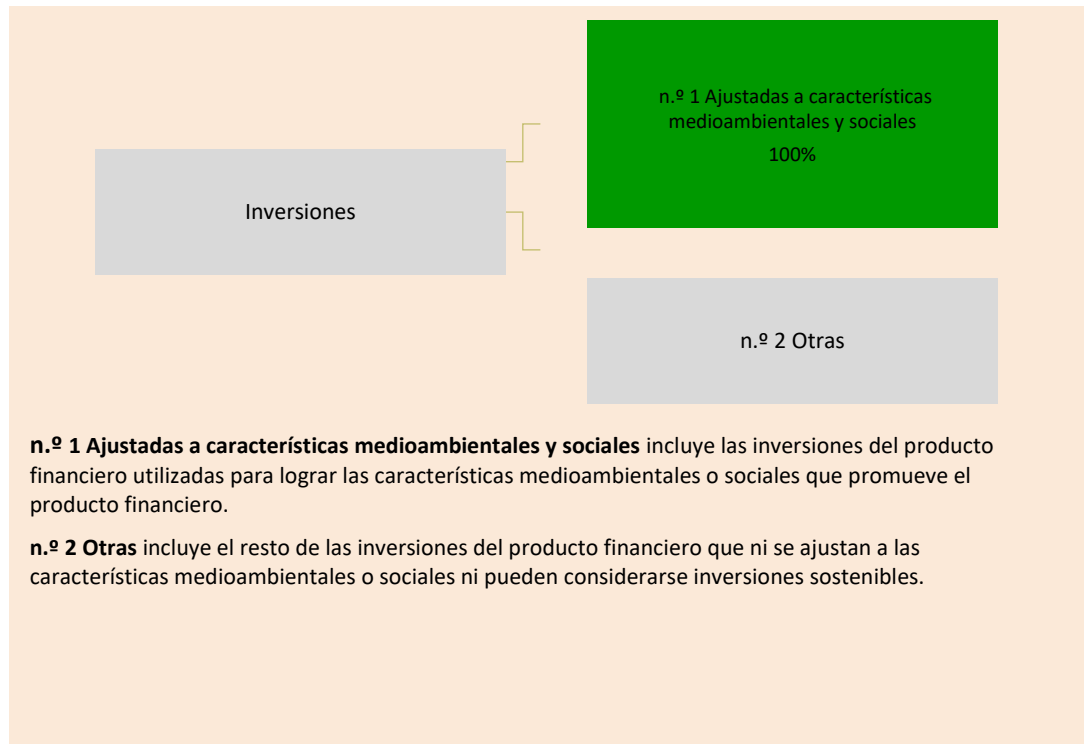 n.º 1 Ajustadas a características
medioambientales y sociales
100%
Inversiones
n.º 2 Otras
n.º 1 Ajustadas a características medioambientales y sociales incluye las inversiones del producto
financiero utilizadas para lograr las características medioambientales o sociales que promueve el
producto financiero.
n.º 2 Otras incluye el resto de las inversiones del producto financiero que ni se ajustan a las
características medioambientales o sociales ni pueden considerarse inversiones sostenibles.